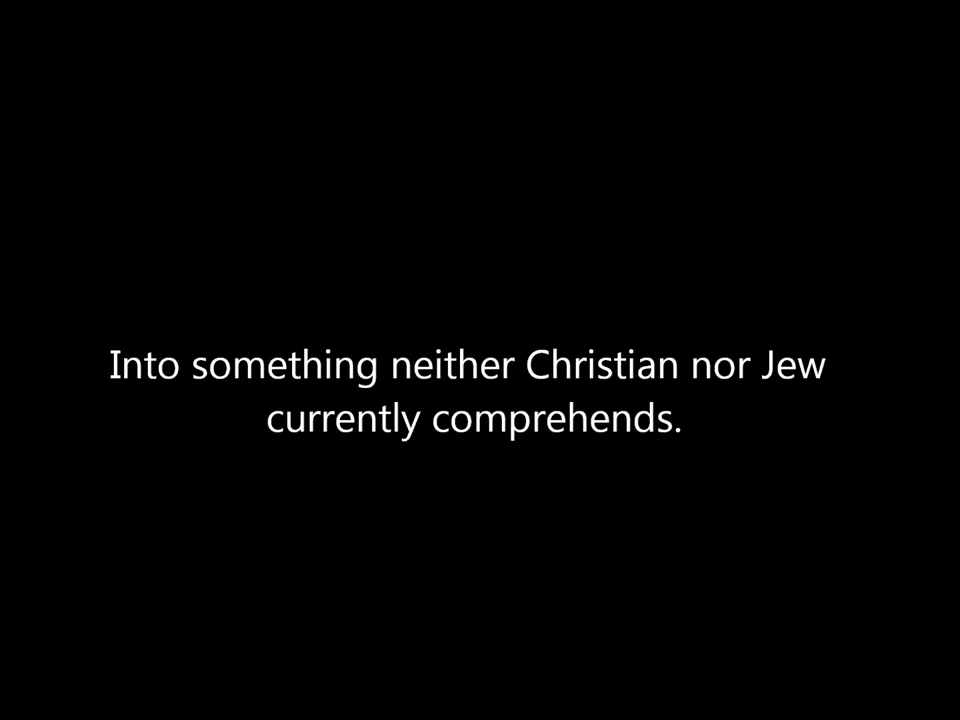 Into something neither Christian nor Jew
currently comprehends.